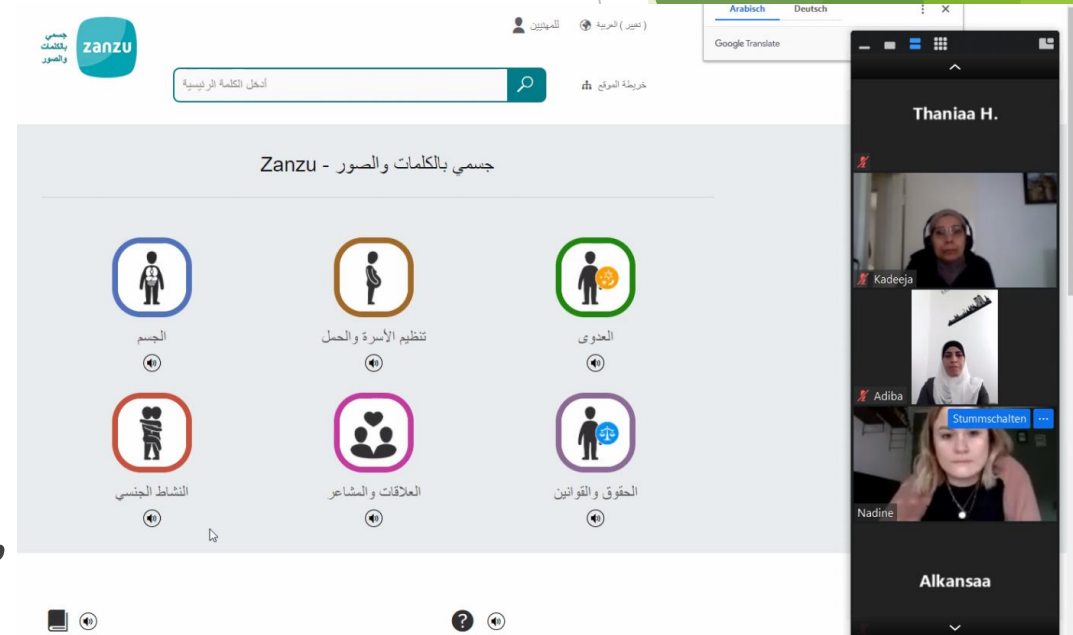 جسمي
بالكلمات
والصور
zanzu
للمهنيين
العربية ( تغيير )
أدخل الكلمة الرئيسية
خريطة الموقع
Arabisch Deutsch
Google Translate
جسمي بالكلمات والصور - Zanzu
العدوى
تنظيم الأسرة والحمل
الجسم
الحقوق والقوانين
العلاقات والمشاعر
النشاط الجنسي
Thaniaa H.
Kadeeja
Adiba
Stummschalten
Nadine
Alkansaa